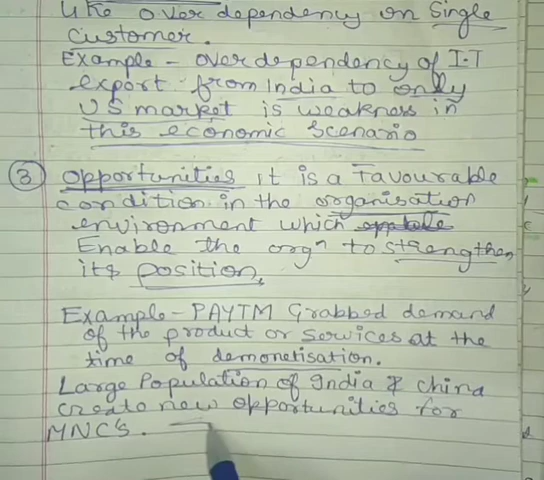 like over dependency on Single
Customer.
Example - over dependency of I.T
export from India to only
US market is weakness in
this economic Scenario
③ Opportunities it is a Favourable
condition in the organisation
environment which
Enable the orgn to strengthen
its position.
Example - PAYTM Grabbed demand
of the product or services at the
time of demonetisation.
Large Population of India & China
create new opportunities for
MNCS.